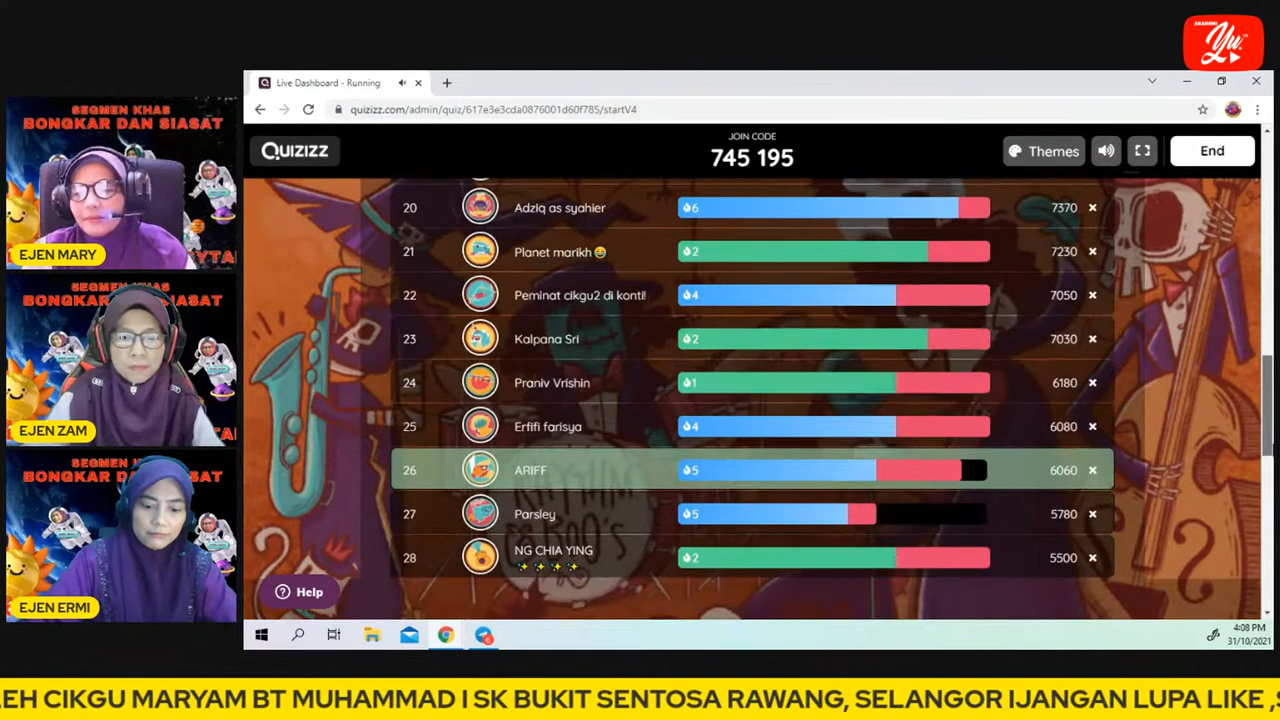 AKADEMI
Yu.
Live Dashboard - Running
quizizz.com/admin/quiz/617e3e3cda0876001d60f785/startV4
Quizizz
JOIN CODE
745 195
Themes
End
20 Adziq as syahier 6 7370
21 Planet marikh 😂 2 7230
22 Peminat cikgu2 di konti! 4 7050
23 Kalpana Sri 2 7030
24 Praniv Vrishin 1 6180
25 Erfifi farisya 4 6080
26 ARIFF 5 6060
27 Parsley 5 5780
28 NG CHIA YING 2 5500
✨ ✨ ✨ ✨
Help
4:08 PM
31/10/2021
SEGMEN KHAS
BONGKAR DAN SIASAT
EJEN MARY
BONGKAR DAN SIASAT
EJEN ZAM
SEGMEN
BONGKAR DAN SIASAT
EJEN ERMI
LEH CIKGU MARYAM BT MUHAMMAD I SK BUKIT SENTOSA RAWANG, SELANGOR IJANGAN LUPA LIKE ,S